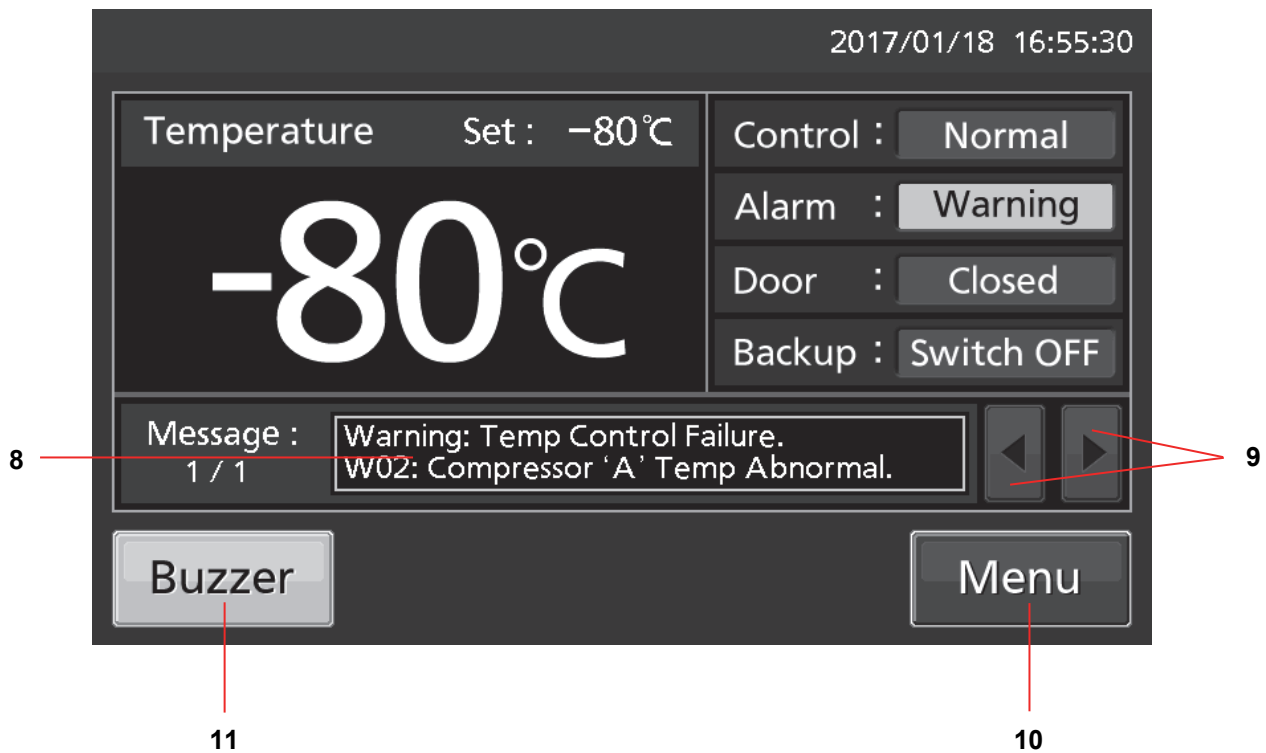 2017/01/18 16:55:30
Temperature Set : −80℃
-80℃
Control : Normal
Alarm : Warning
Door : Closed
Backup : Switch OFF
Message :
1 / 1
Warning: Temp Control Failure.
W02: Compressor ‘A’ Temp Abnormal.
8
9
Buzzer
Menu
11
10